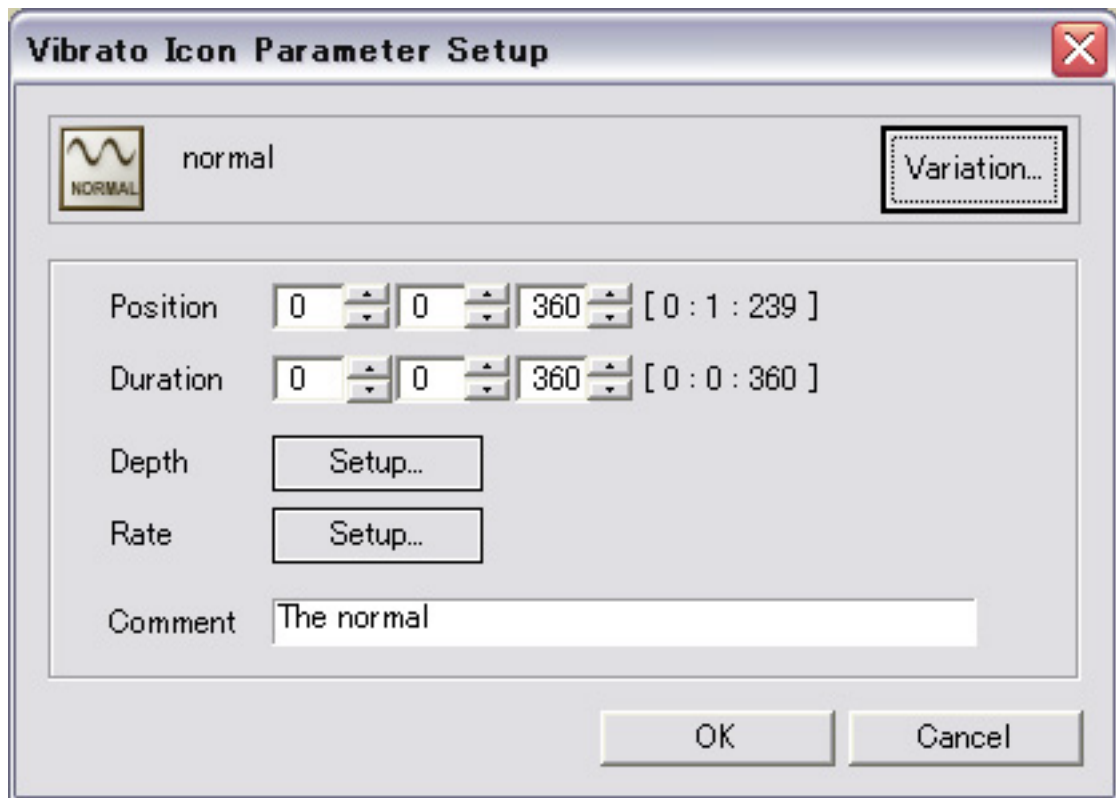 Vibrato Icon Parameter Setup
NORMAL
normal
Variation...
Position 0 0 360 [ 0 : 1 : 239 ]
Duration 0 0 360 [ 0 : 0 : 360 ]
Depth Setup...
Rate Setup...
Comment The normal
OK Cancel